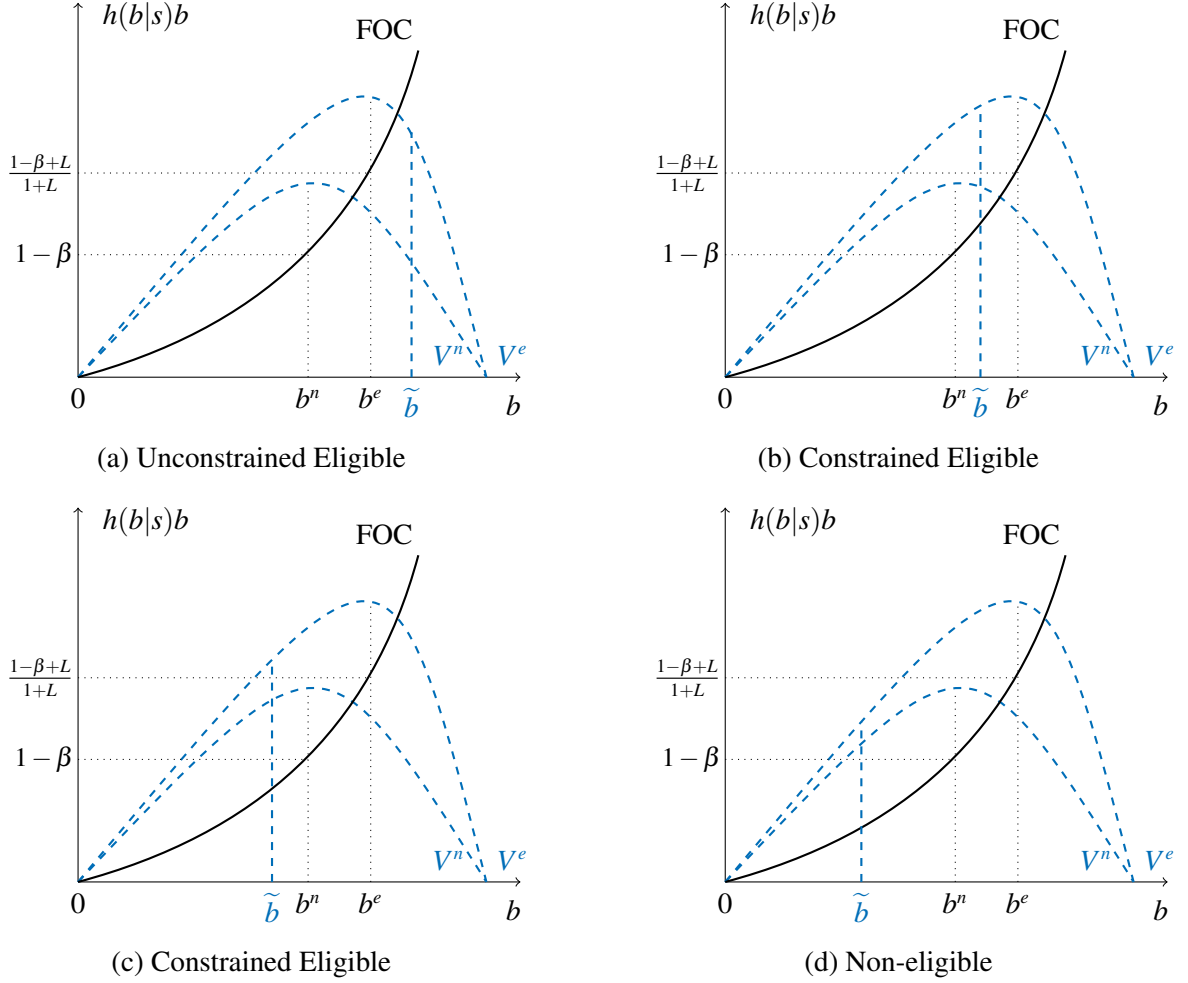 h(b|s)b
FOC
(1−β+L)/(1+L)
1−β
V^n V^e
0 b^n b^e b̃ b
(a) Unconstrained Eligible
h(b|s)b
FOC
(1−β+L)/(1+L)
1−β
V^n V^e
0 b^n b̃ b^e b
(b) Constrained Eligible
h(b|s)b
FOC
(1−β+L)/(1+L)
1−β
V^n V^e
0 b̃ b^n b^e b
(c) Constrained Eligible
h(b|s)b
FOC
(1−β+L)/(1+L)
1−β
V^n V^e
0 b̃ b^n b^e b
(d) Non-eligible